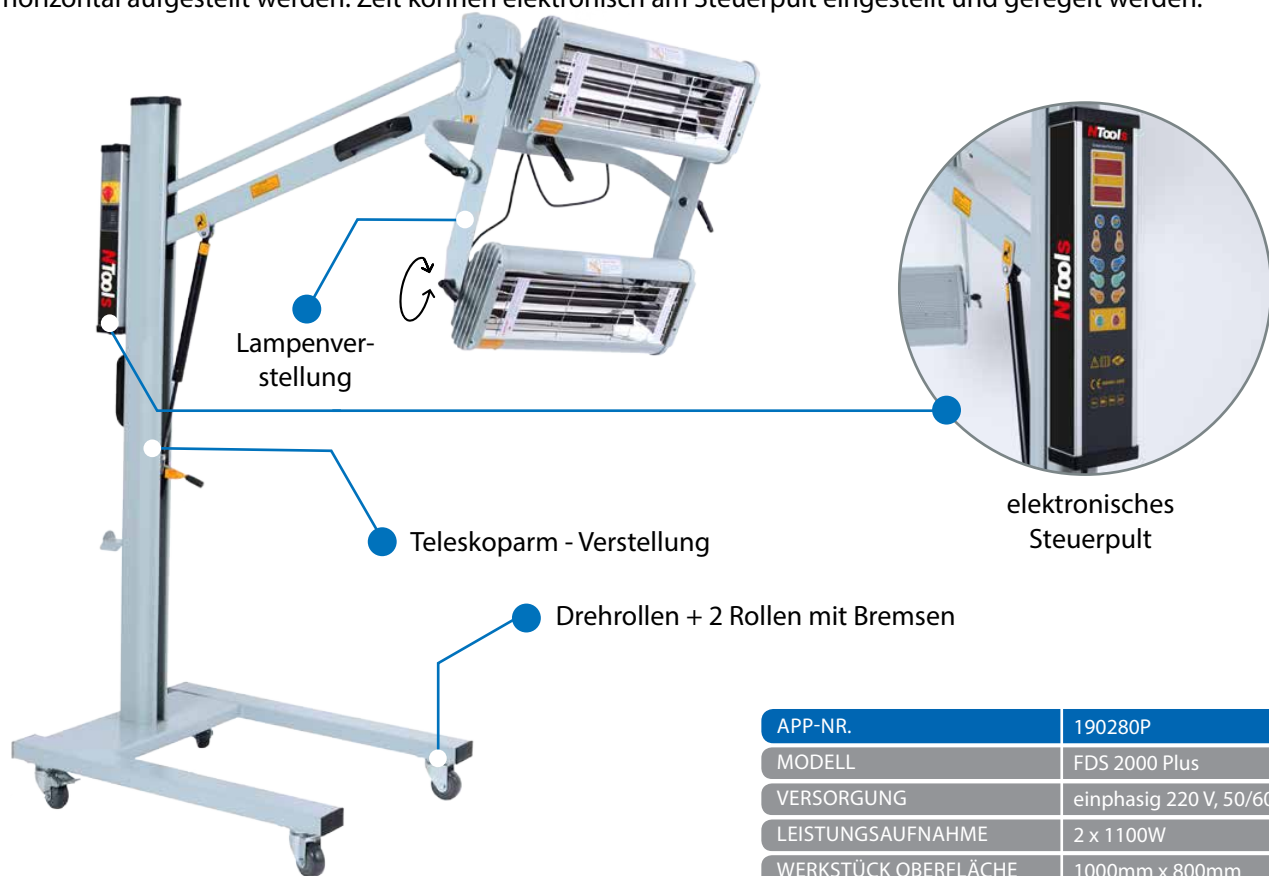 horizontal aufgestellt werden. Zeit können elektronisch am Steuerpult eingestellt und geregelt werden.
NTools
NTools
NTools
Lampenver-
stellung
elektronisches
Steuerpult
Teleskoparm - Verstellung
Drehrollen + 2 Rollen mit Bremsen
APP-NR. 190280P
MODELL FDS 2000 Plus
VERSORGUNG einphasig 220 V, 50/60
LEISTUNGSAUFNAHME 2 x 1100W
WERKSTÜCK OBERFLÄCHE 1000mm x 800mm